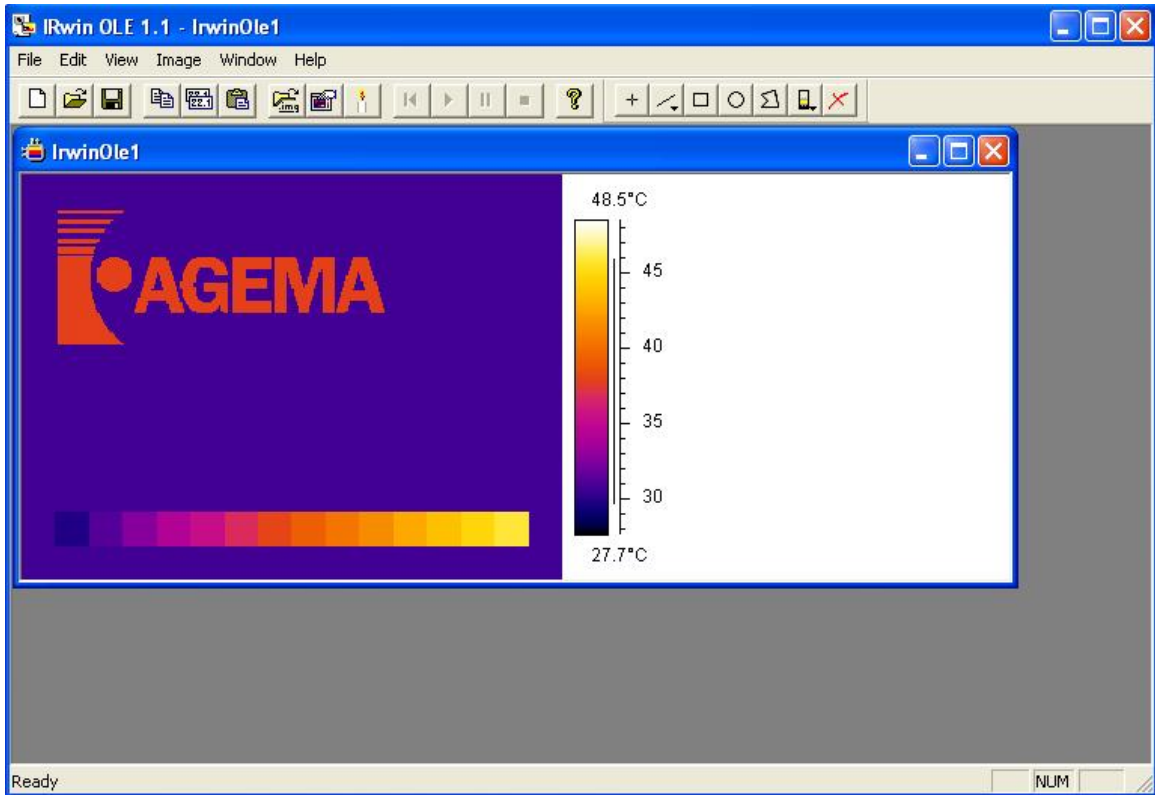 IRwin OLE 1.1 - IrwinOle1
File Edit View Image Window Help
IrwinOle1
AGEMA
48.5°C
45
40
35
30
27.7°C
Ready
NUM